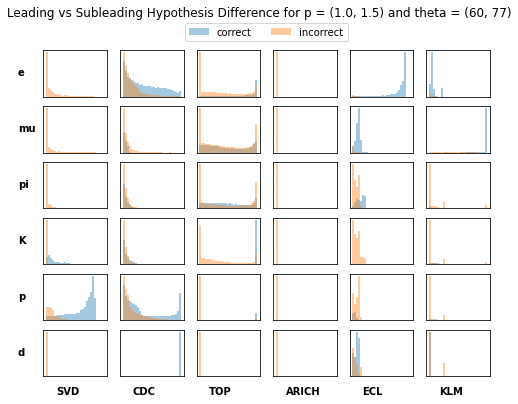 Leading vs Subleading Hypothesis Difference for p = (1.0, 1.5) and theta = (60, 77)
correct incorrect
e
mu
pi
K
p
d
SVD CDC TOP ARICH ECL KLM